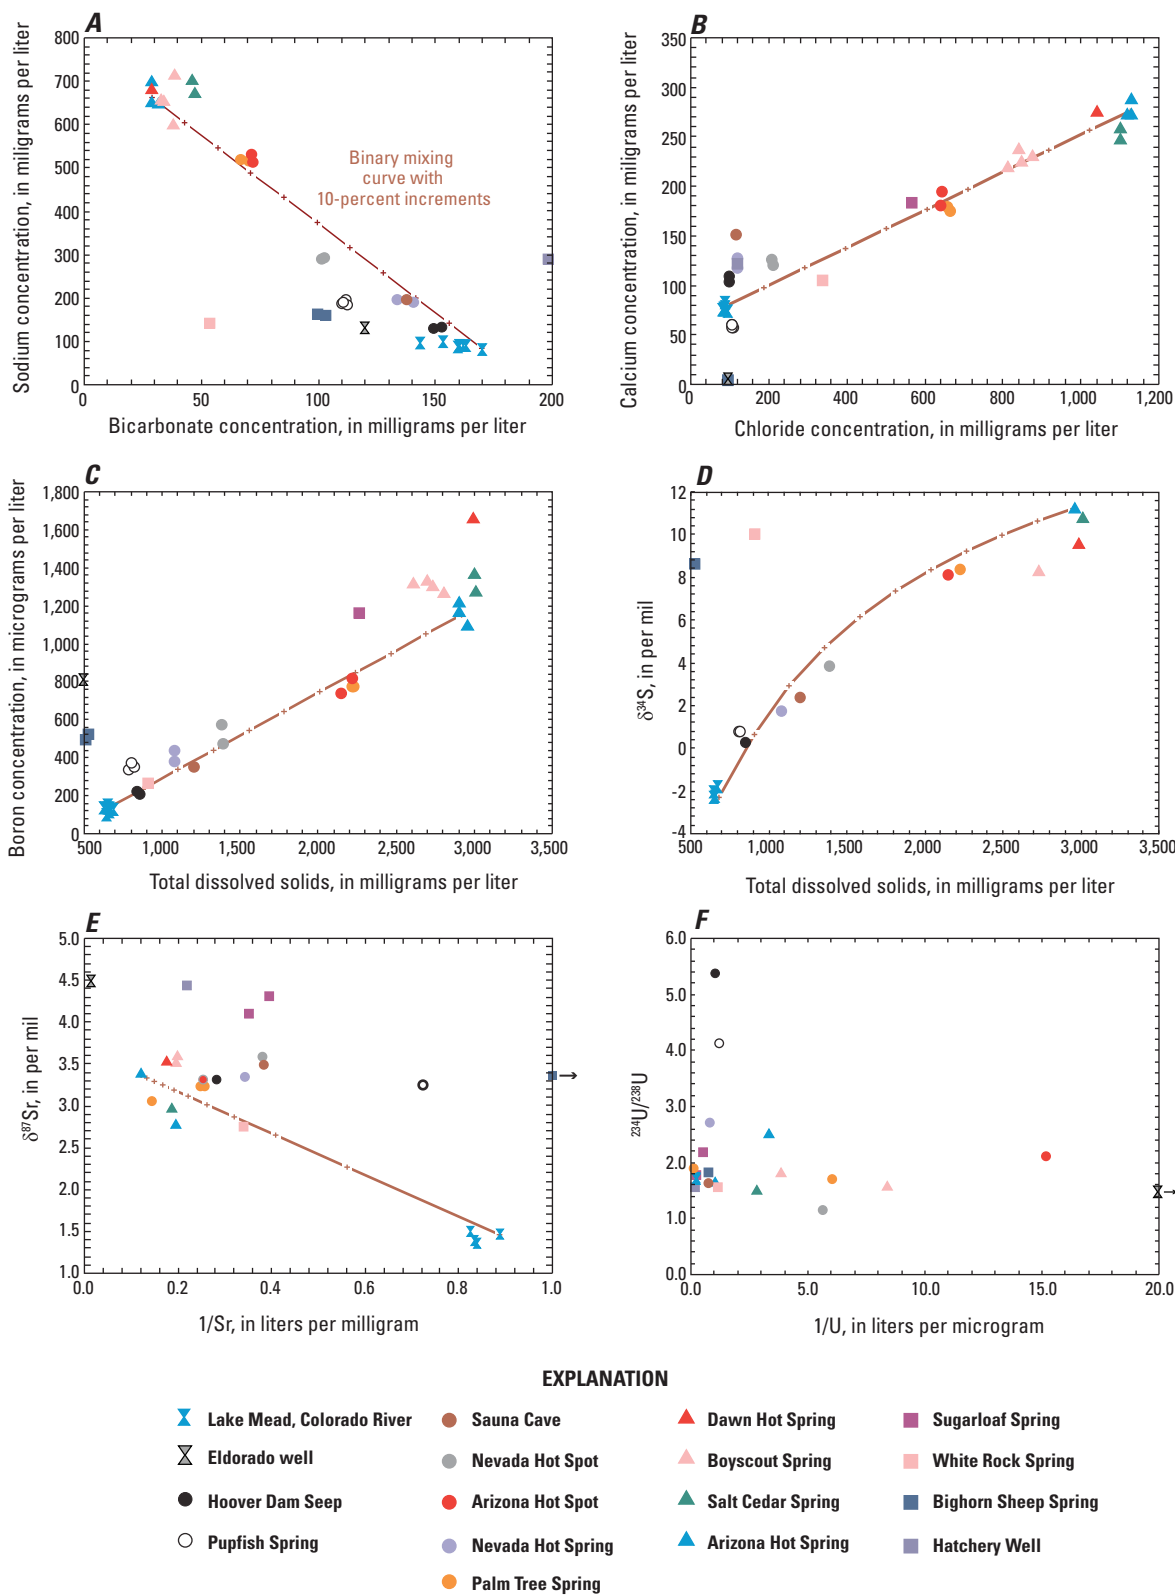 A
Sodium concentration, in miligrams per liter
800
700
600
500
400
300
200
100
0
Binary mixing
curve with
10-percent increments
0
50
100
150
200
Bicarbonate concentration, in milligrams per liter
B
Calcium concentration, in miligrams per liter
350
300
250
200
150
100
50
0
0
200
400
600
800
1,000
1,200
Chloride concentration, in milligrams per liter
C
Boron concentration, in micrograms per liter
1,800
1,600
1,400
1,200
1,000
800
600
400
200
0
500
1,000
1,500
2,000
2,500
3,000
3,500
Total dissolved solids, in milligrams per liter
D
δ34S, in per mil
12
10
8
6
4
2
0
-2
-4
500
1,000
1,500
2,000
2,500
3,000
3,500
Total dissolved solids, in milligrams per liter
E
δ87Sr, in per mil
5.0
4.5
4.0
3.5
3.0
2.5
2.0
1.5
1.0
0.0
0.2
0.4
0.6
0.8
1.0
1/Sr, in liters per milligram
F
234U/238U
6.0
5.0
4.0
3.0
2.0
1.0
0.0
0.0
5.0
10.0
15.0
20.0
1/U, in liters per microgram
EXPLANATION
Lake Mead, Colorado River
Eldorado well
Hoover Dam Seep
Pupfish Spring
Sauna Cave
Nevada Hot Spot
Arizona Hot Spot
Nevada Hot Spring
Palm Tree Spring
Dawn Hot Spring
Boyscout Spring
Salt Cedar Spring
Arizona Hot Spring
Sugarloaf Spring
White Rock Spring
Bighorn Sheep Spring
Hatchery Well